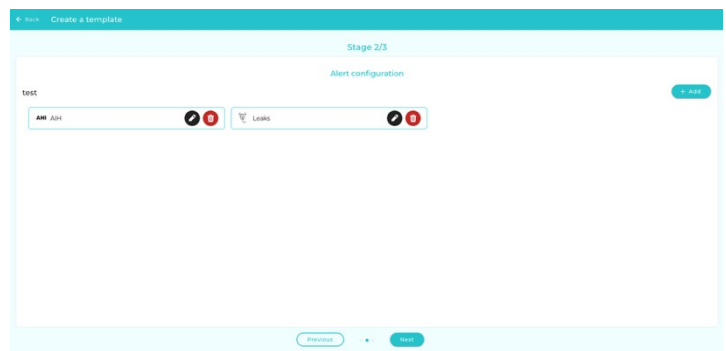 ← Back Create a template
Stage 2/3
Alert configuration
test
+ Add
AHI AIH
Leaks
Previous
Next